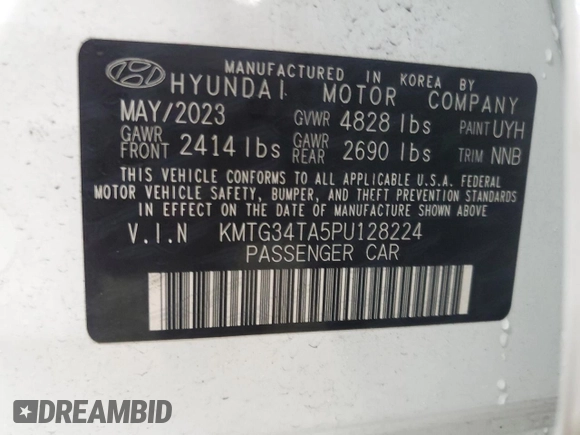 MANUFACTURED IN KOREA BY
HYUNDAI MOTOR COMPANY
MAY/2023 GVWR 4828 lbs PAINT UYH
GAWR FRONT 2414 lbs GAWR REAR 2690 lbs TRIM NNB
THIS VEHICLE CONFORMS TO ALL APPLICABLE U.S.A. FEDERAL
MOTOR VEHICLE SAFETY, BUMPER, AND THEFT PREVENTION STANDARDS
IN EFFECT ON THE DATE OF MANUFACTURE SHOWN ABOVE
V.I.N KMTG34TA5PU128224
PASSENGER CAR
DREAMBID